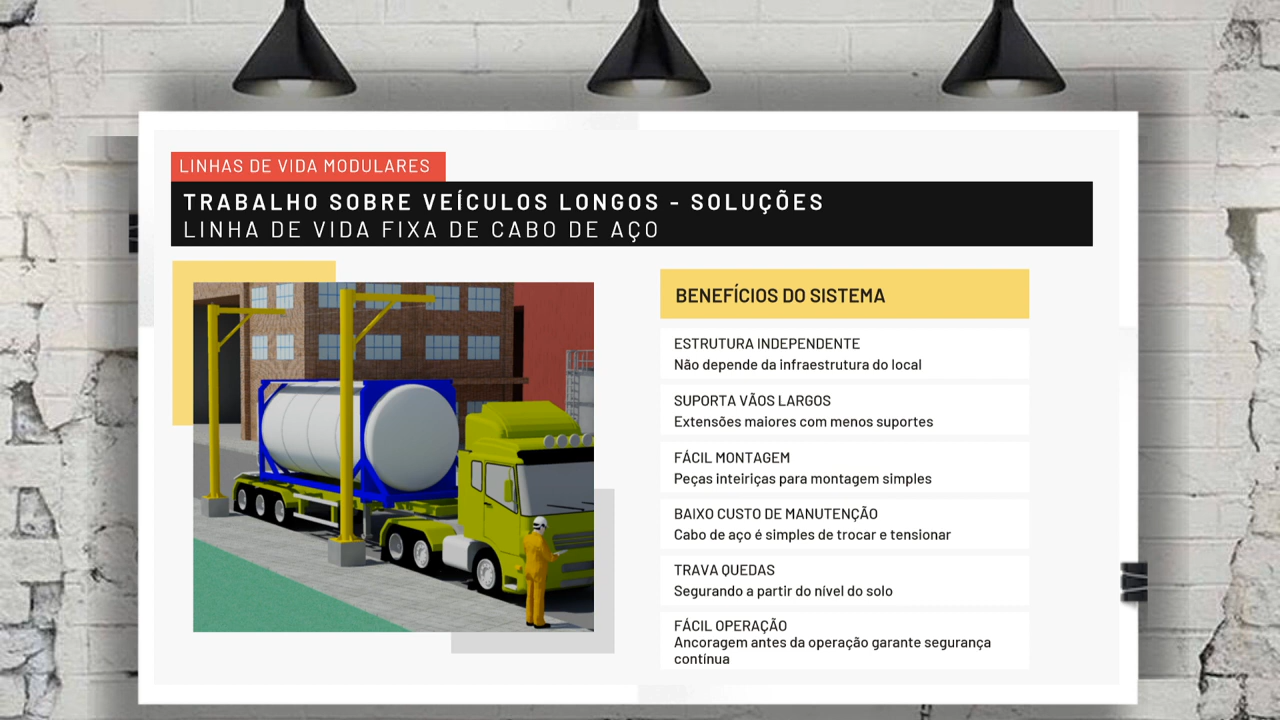 LINHAS DE VIDA MODULARES
TRABALHO SOBRE VEÍCULOS LONGOS - SOLUÇÕES
LINHA DE VIDA FIXA DE CABO DE AÇO
BENEFÍCIOS DO SISTEMA
ESTRUTURA INDEPENDENTE
Não depende da infraestrutura do local
SUPORTA VÃOS LARGOS
Extensões maiores com menos suportes
FÁCIL MONTAGEM
Peças inteiriças para montagem simples
BAIXO CUSTO DE MANUTENÇÃO
Cabo de aço é simples de trocar e tensionar
TRAVA QUEDAS
Segurando a partir do nível do solo
FÁCIL OPERAÇÃO
Ancoragem antes da operação garante segurança
contínua